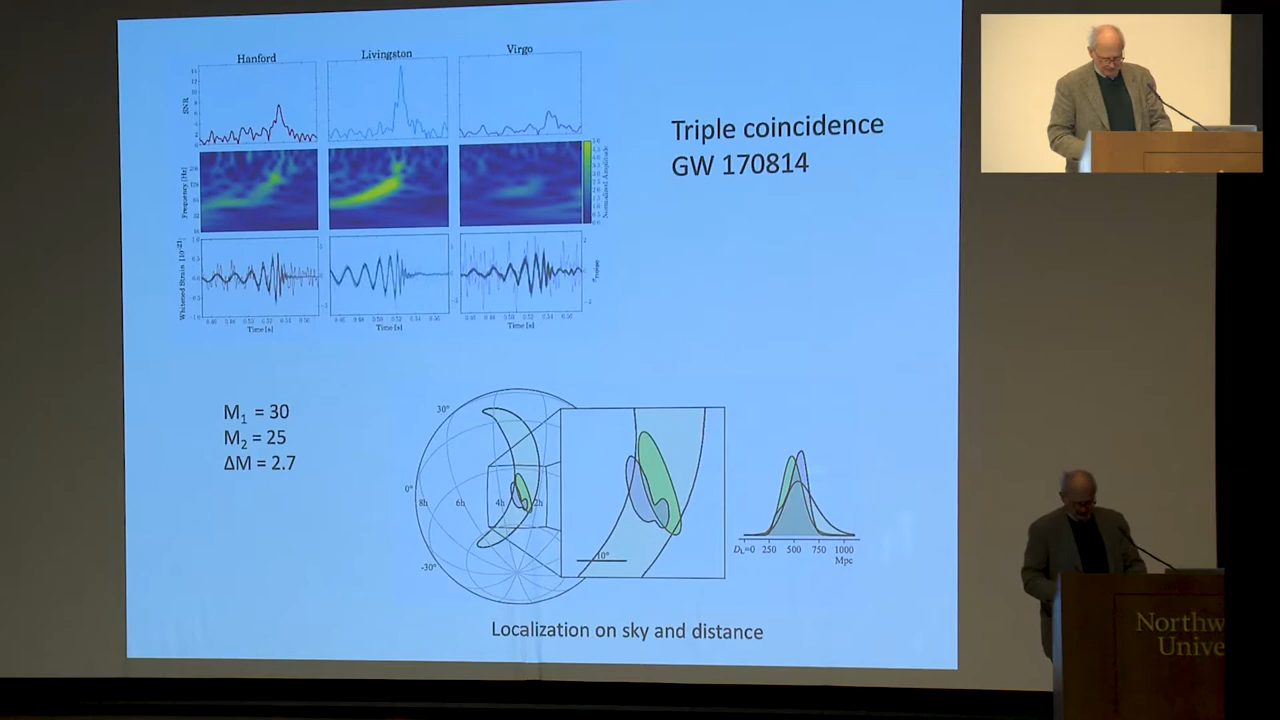 Hanford Livingston Virgo
SNR
Frequency [Hz]
Normalized Amplitude
Whitened Strain [10⁻²¹]
σ_noise
Time [s] Time [s] Time [s]
Triple coincidence
GW 170814
M₁ = 30
M₂ = 25
ΔM = 2.7
30°
0°
8h 6h 4h 2h
-30°
10°
D_L=0 250 500 750 1000
Mpc
Localization on sky and distance
Northw
Unive